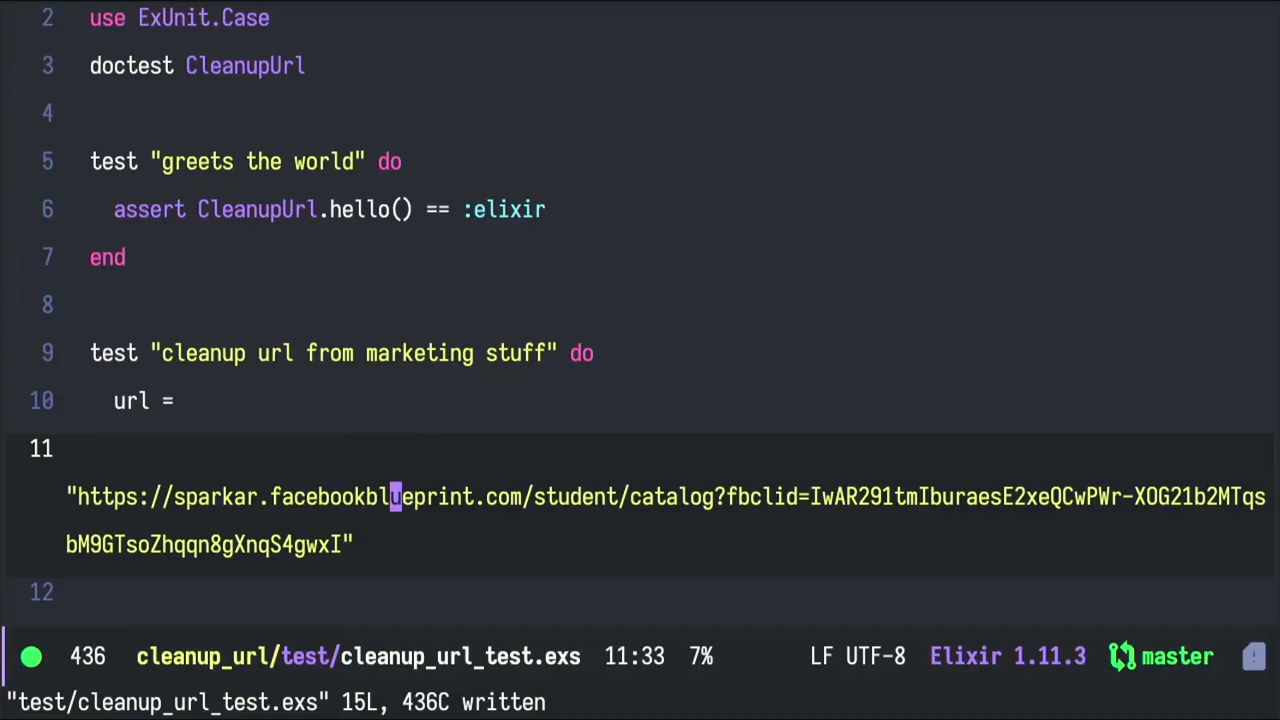 2 use ExUnit.Case
3 doctest CleanupUrl
4
5 test "greets the world" do
6 assert CleanupUrl.hello() == :elixir
7 end
8
9 test "cleanup url from marketing stuff" do
10 url =
11
"https://sparkar.facebookblueprint.com/student/catalog?fbclid=IwAR291tmIburaesE2xeQCwPWr-XOG21b2MTqs
bM9GTsoZhqqn8gXnqS4gwxI"
12
436 cleanup_url/test/cleanup_url_test.exs 11:33 7% LF UTF-8 Elixir 1.11.3 master
"test/cleanup_url_test.exs" 15L, 436C written